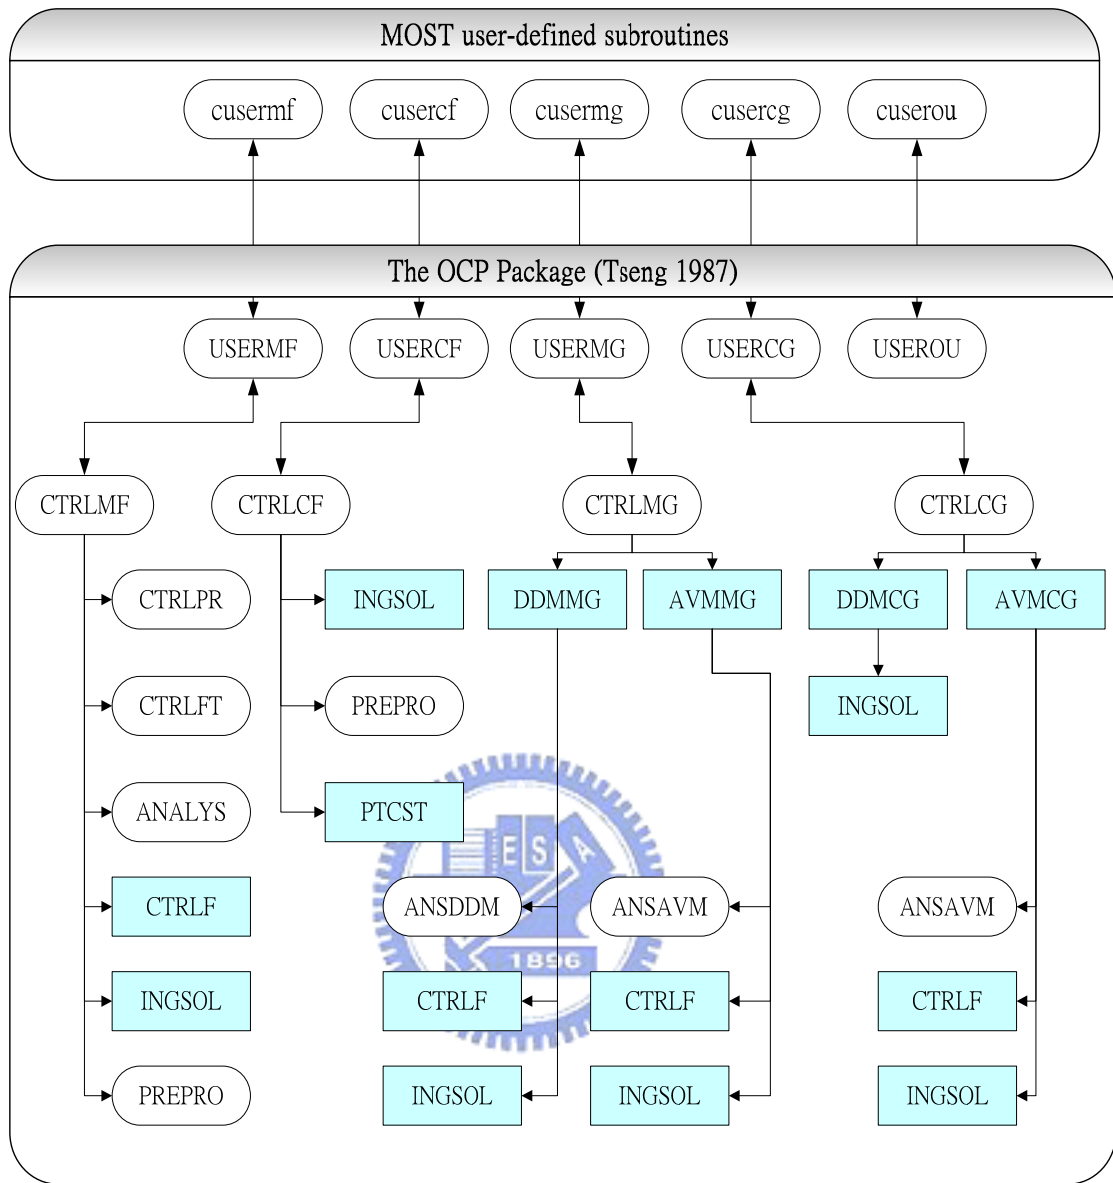 MOST user-defined subroutines
cusermf
cusercf
cusermg
cusercg
cuserou
The OCP Package (Tseng 1987)
USERMF
USERCF
USERMG
USERCG
USEROU
CTRLMF
CTRLCF
CTRLMG
CTRLCG
CTRLPR
INGSOL
DDMMG
AVMMG
DDMCG
AVMCG
CTRLFT
PREPRO
INGSOL
ANALYS
PTCST
E S A
CTRLF
ANSDDM
ANSAVM
ANSAVM
1896
INGSOL
CTRLF
CTRLF
CTRLF
PREPRO
INGSOL
INGSOL
INGSOL